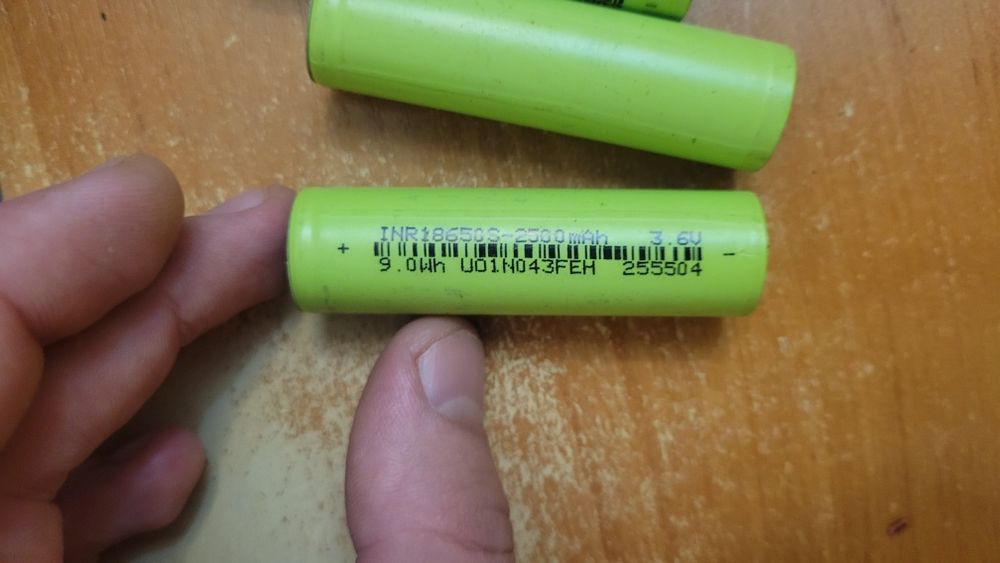 INR18650S-2500mAh 3.6V
+ -
9.0Wh U01N043FEH 255504
-